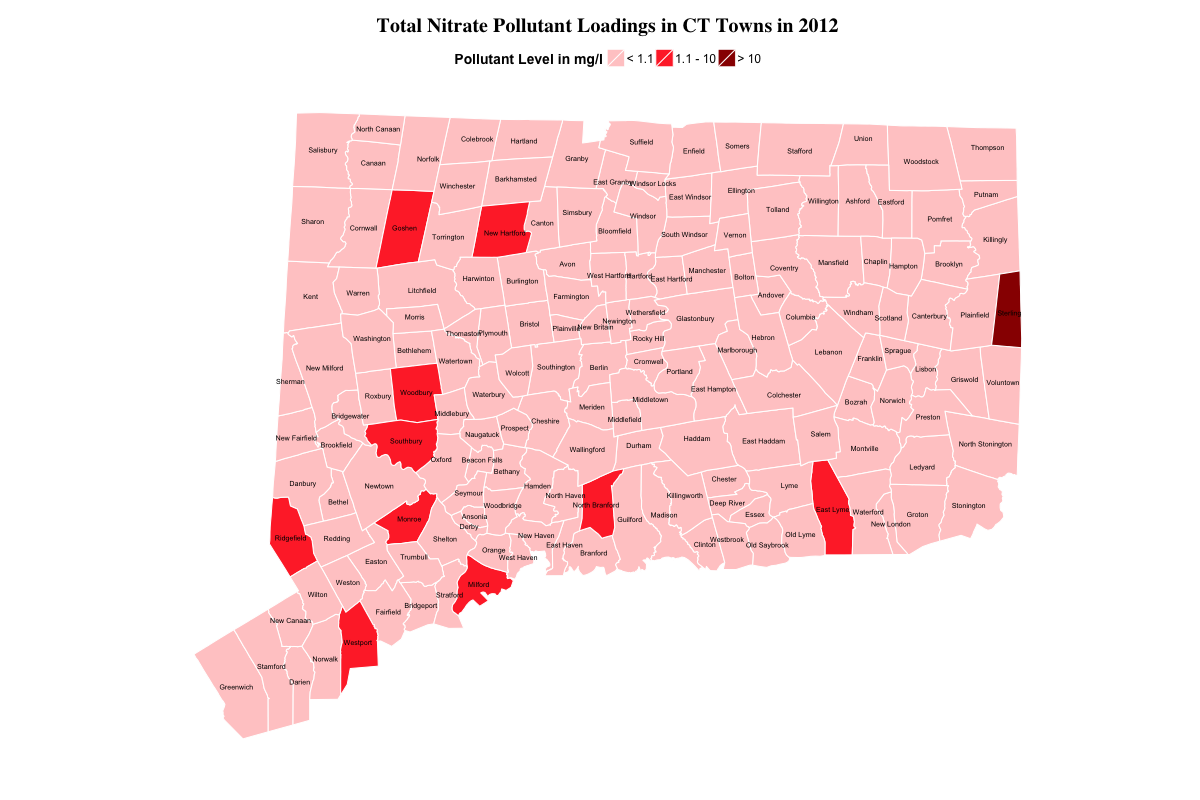 Total Nitrate Pollutant Loadings in CT Towns in 2012
Pollutant Level in mg/l < 1.1 1.1 - 10 > 10
North Canaan
Colebrook
Hartland
Suffield
Union
Salisbury
Canaan
Norfolk
Granby
Enfield
Somers
Stafford
Woodstock
Thompson
Winchester
Barkhamsted
East Granby
Windsor Locks
Ellington
East Windsor
Putnam
Sharon
Cornwall
Goshen
Torrington
New Hartford
Canton
Simsbury
Bloomfield
Windsor
South Windsor
Vernon
Tolland
Willington
Ashford
Eastford
Pomfret
Killingly
Kent
Warren
Litchfield
Harwinton
Burlington
Avon
West Hartford
Hartford
East Hartford
Manchester
Bolton
Coventry
Mansfield
Chaplin
Hampton
Brooklyn
Farmington
Andover
Morris
Washington
Bethlehem
Thomaston
Plymouth
Bristol
Plainville
New Britain
Newington
Wethersfield
Rocky Hill
Glastonbury
Hebron
Marlborough
Columbia
Windham
Scotland
Canterbury
Plainfield
Sterling
New Milford
Sherman
Roxbury
Woodbury
Watertown
Wolcott
Southington
Berlin
Cromwell
Portland
East Hampton
Lebanon
Franklin
Sprague
Lisbon
Griswold
Voluntown
Bridgewater
Middlebury
Waterbury
Meriden
Middletown
Middlefield
Colchester
Bozrah
Norwich
Preston
New Fairfield
Brookfield
Southbury
Oxford
Naugatuck
Prospect
Cheshire
Beacon Falls
Bethany
Wallingford
Durham
Haddam
East Haddam
Salem
Montville
Ledyard
North Stonington
Danbury
Bethel
Newtown
Seymour
Woodbridge
Hamden
North Haven
North Branford
Guilford
Madison
Killingworth
Chester
Deep River
Essex
Lyme
East Lyme
Waterford
New London
Groton
Stonington
Ridgefield
Redding
Monroe
Ansonia
Derby
Shelton
Orange
New Haven
West Haven
East Haven
Branford
Clinton
Westbrook
Old Saybrook
Old Lyme
Easton
Trumbull
Weston
Wilton
Milford
Stratford
Bridgeport
Fairfield
New Canaan
Westport
Norwalk
Stamford
Darien
Greenwich